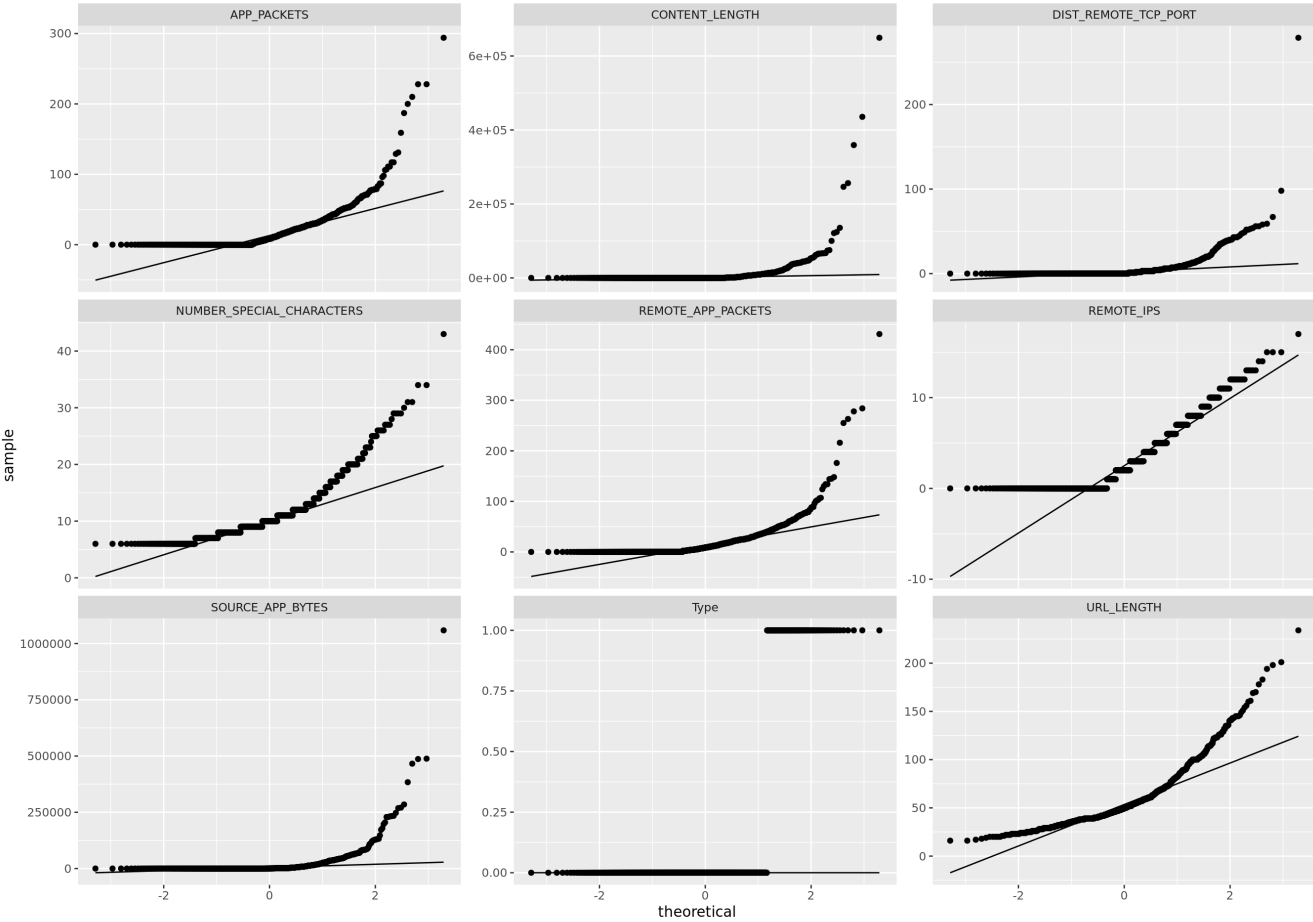 APP_PACKETS
CONTENT_LENGTH
DIST_REMOTE_TCP_PORT
300
200
100
0
6e+05
4e+05
2e+05
0e+00
200
100
0
NUMBER_SPECIAL_CHARACTERS
REMOTE_APP_PACKETS
REMOTE_IPS
40
30
20
10
0
400
300
200
100
0
10
0
-10
sample
SOURCE_APP_BYTES
Type
URL_LENGTH
1000000
750000
500000
250000
0
1.00
0.75
0.50
0.25
0.00
200
150
100
50
0
-2 0 2
-2 0 2
-2 0 2
theoretical